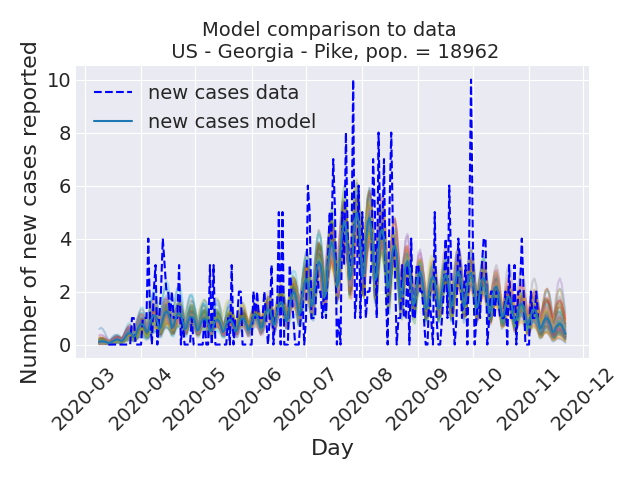 Model comparison to data
US - Georgia - Pike, pop. = 18962
Number of new cases reported
10
8
6
4
2
0
new cases data
new cases model
2020-03
2020-04
2020-05
2020-06
2020-07
2020-08
2020-09
2020-10
2020-11
2020-12
Day